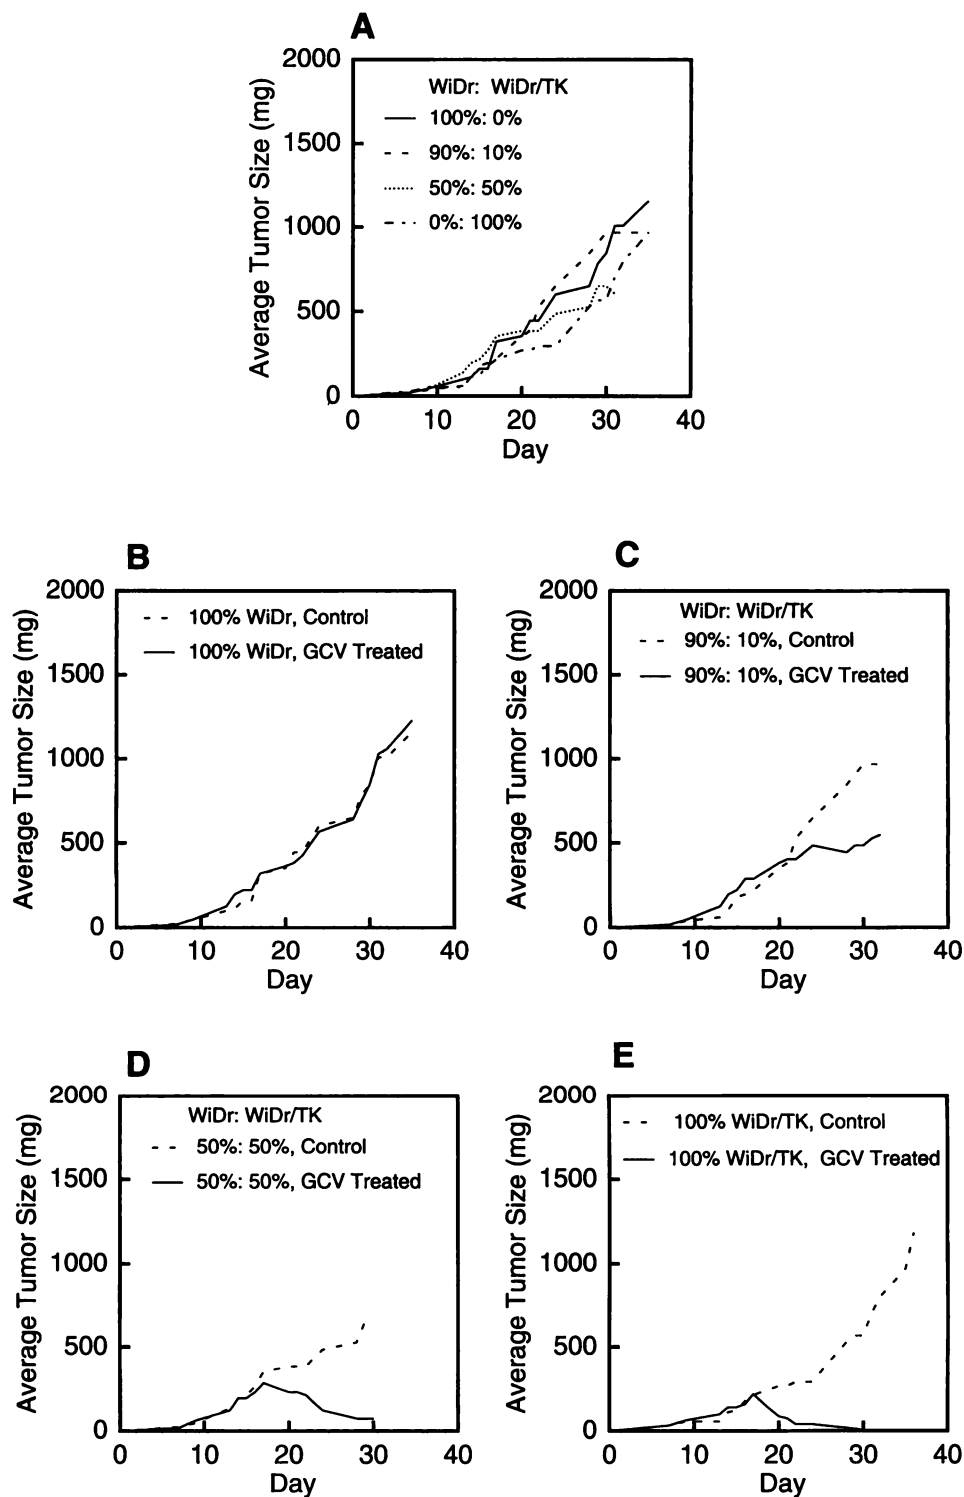 A
2000
1500
1000
500
0
Average Tumor Size (mg)
WiDr: WiDr/TK
100%: 0%
90%: 10%
50%: 50%
0%: 100%
0 10 20 30 40
Day
B
2000
1500
1000
500
0
Average Tumor Size (mg)
100% WiDr, Control
100% WiDr, GCV Treated
0 10 20 30 40
Day
C
2000
1500
1000
500
0
Average Tumor Size (mg)
WiDr: WiDr/TK
90%: 10%, Control
90%: 10%, GCV Treated
0 10 20 30 40
Day
D
2000
1500
1000
500
0
Average Tumor Size (mg)
WiDr: WiDr/TK
50%: 50%, Control
50%: 50%, GCV Treated
0 10 20 30 40
Day
E
2000
1500
1000
500
0
Average Tumor Size (mg)
100% WiDr/TK, Control
100% WiDr/TK, GCV Treated
0 10 20 30 40
Day